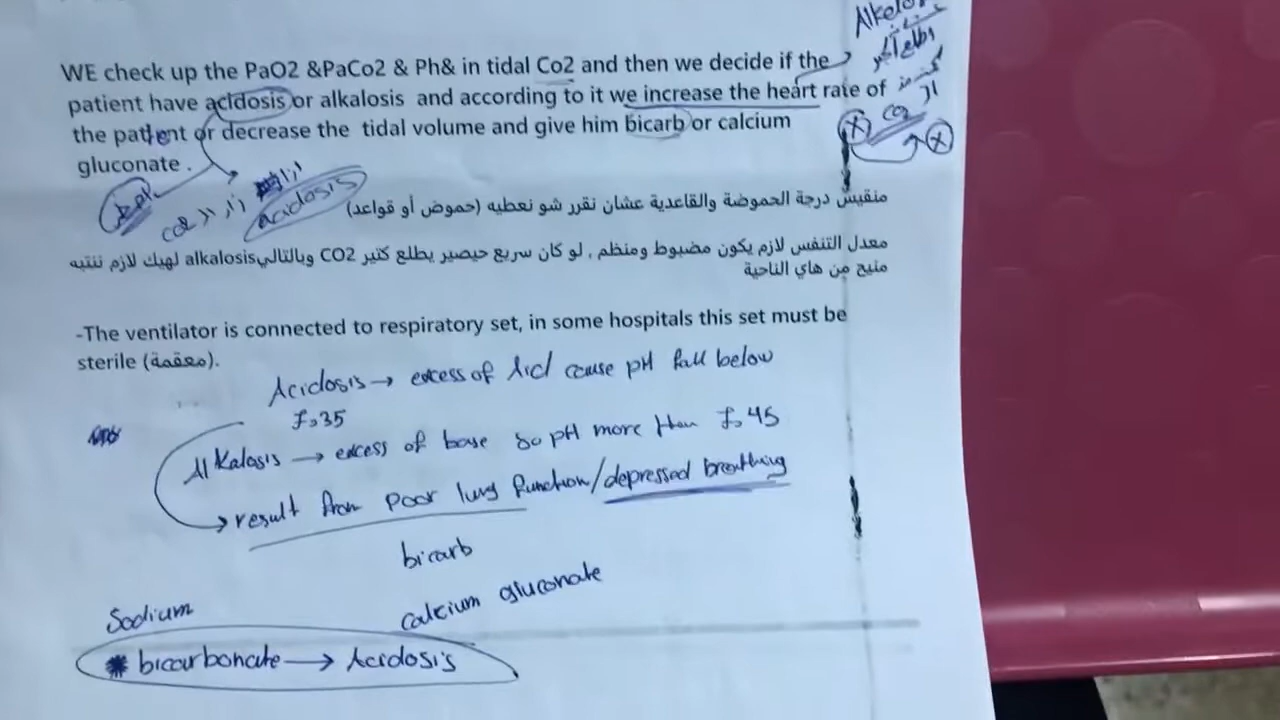 Alkelo
WE check up the PaO2 &PaCo2 & Ph& in tidal Co2 and then we decide if the
patient have acidosis or alkalosis and according to it we increase the heart rate of
the patient or decrease the tidal volume and give him bicarb or calcium
gluconate .
CO2
acidosis
منقيش درجة الحموضة والقاعدية عشان نقرر شو نعطيه (حموض أو قواعد)
معدل التنفس لازم يكون مضبوط ومنظم , لو كان سريع حيصير يطلع كتير CO2 وبالتالي alkalosis لهيك لازم ننتبه
منيح من هاي الناحية
-The ventilator is connected to respiratory set, in some hospitals this set must be
sterile (معقمة).
Acidosis → excess of Acid cause pH fall below
7.35
Alkalosis → excess of base so pH more than 7.45
→ result from poor lung function/depressed breathing
bicarb
calcium gluconate
Sodium
* bicarbonate → Acidosis